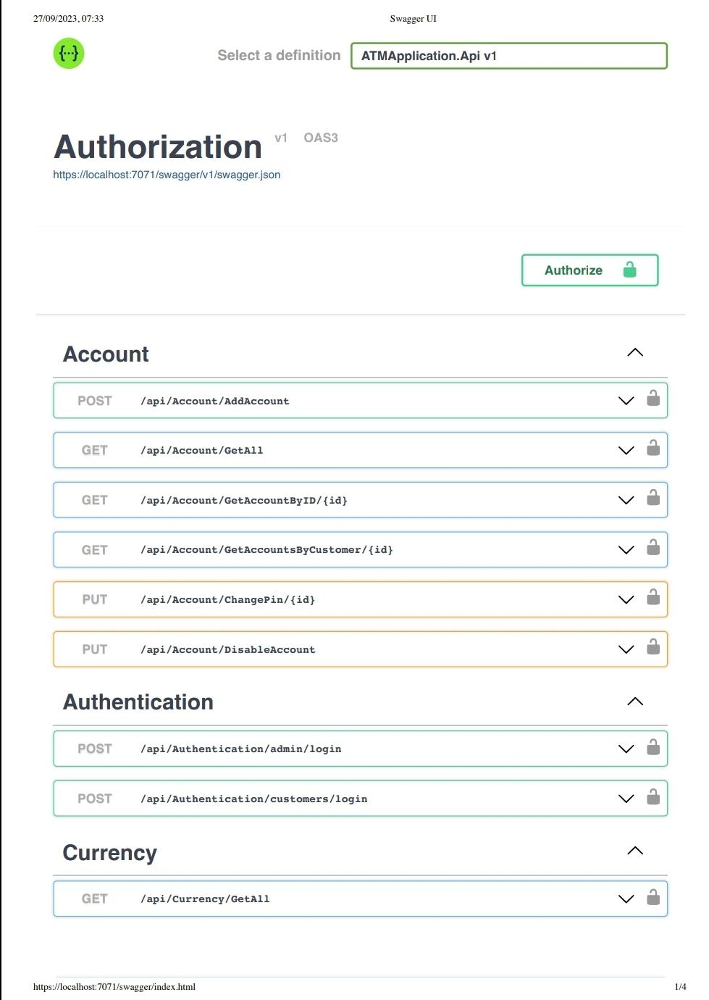 27/09/2023, 07:33 Swagger UI
{...} Select a definition ATMApplication.Api v1
Authorization v1 OAS3
https://localhost:7071/swagger/v1/swagger.json
Authorize
Account
POST /api/Account/AddAccount
GET /api/Account/GetAll
GET /api/Account/GetAccountByID/{id}
GET /api/Account/GetAccountsByCustomer/{id}
PUT /api/Account/ChangePin/{id}
PUT /api/Account/DisableAccount
Authentication
POST /api/Authentication/admin/login
POST /api/Authentication/customers/login
Currency
GET /api/Currency/GetAll
https://localhost:7071/swagger/index.html 1/4